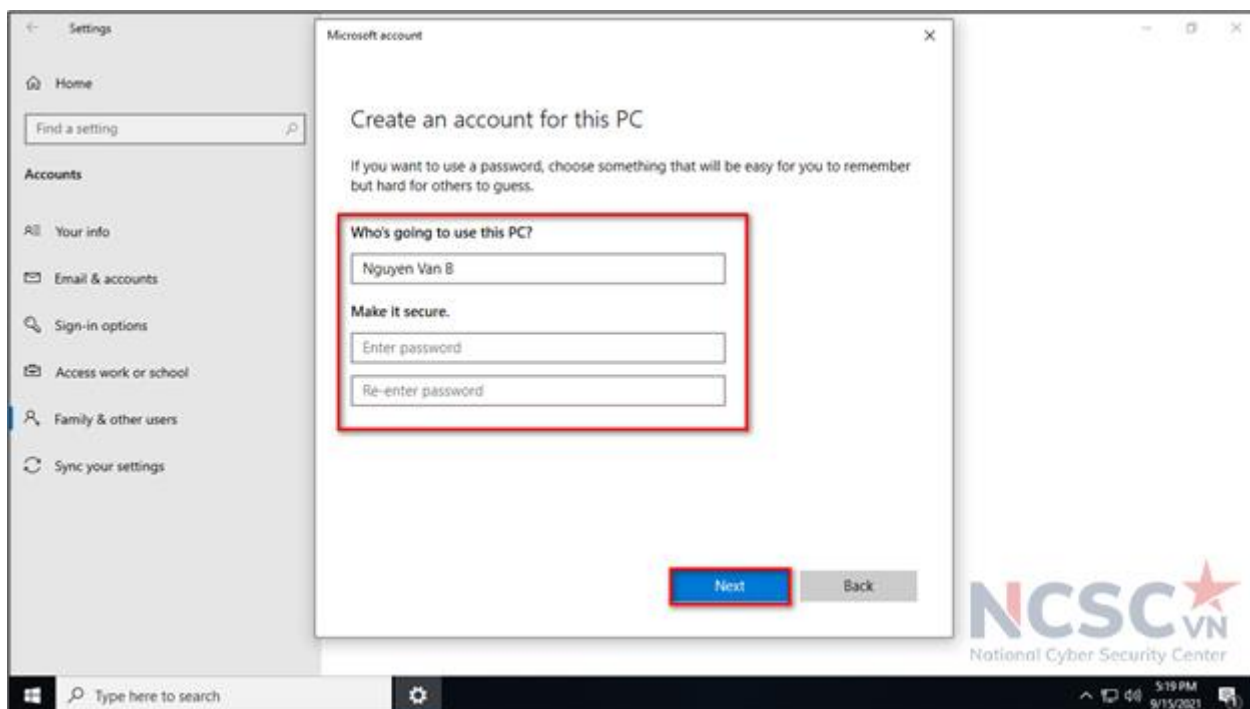 Settings
Home
Find a setting
Accounts
Your info
Email & accounts
Sign-in options
Access work or school
Family & other users
Sync your settings
Microsoft account
Create an account for this PC
If you want to use a password, choose something that will be easy for you to remember
but hard for others to guess.
Who's going to use this PC?
Nguyen Van B
Make it secure.
Enter password
Re-enter password
Next
Back
NCSC VN
National Cyber Security Center
Type here to search
5:19 PM
9/15/2021